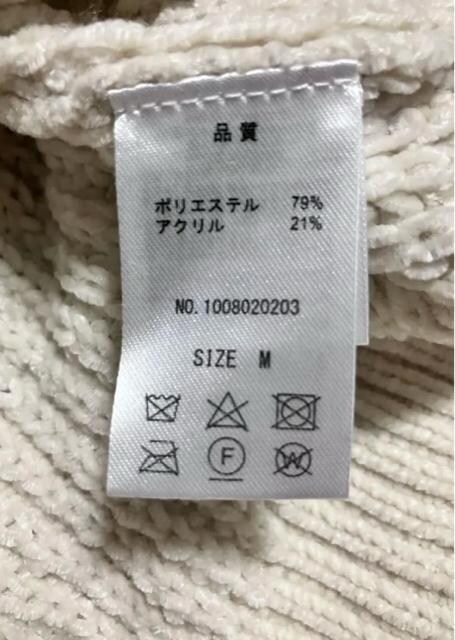 品質
ポリエステル 79%
アクリル 21%
NO.1008020203
SIZE M
F
W